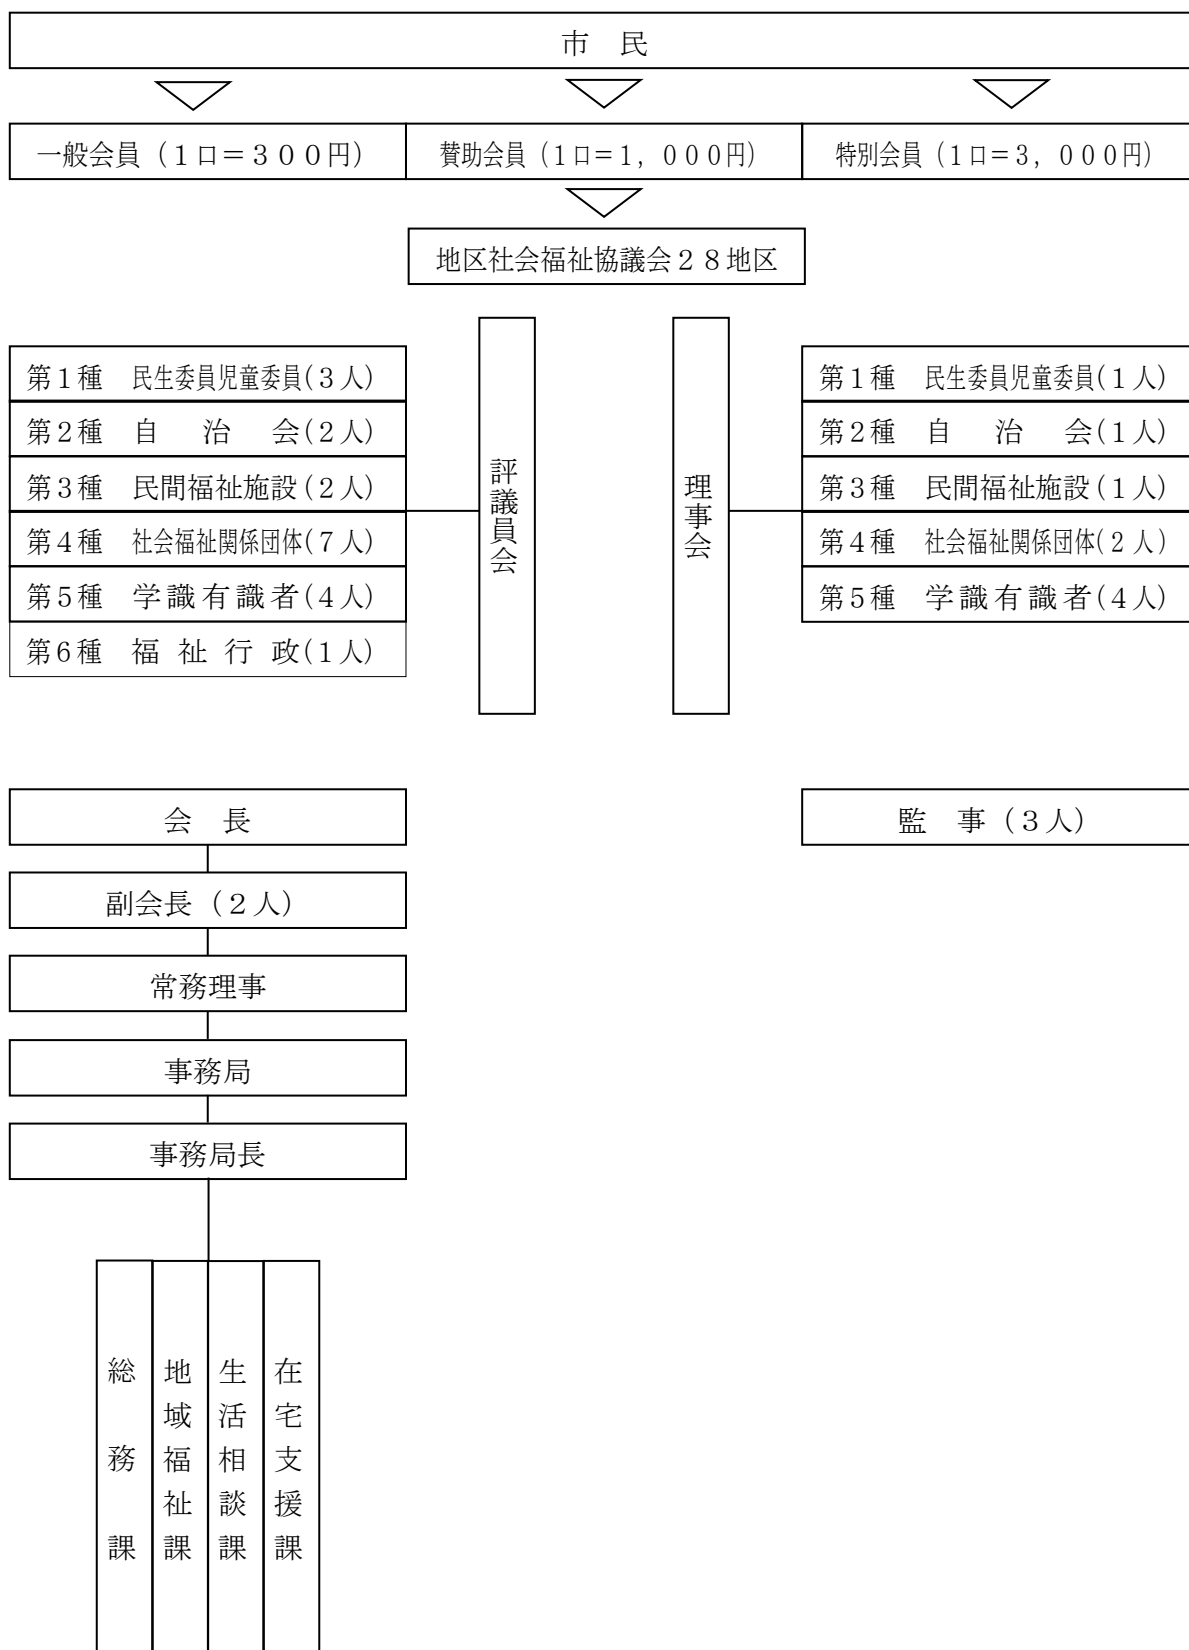 市　民
一般会員（１口＝３００円）
賛助会員（１口＝１，０００円）
特別会員（１口＝３，０００円）
地区社会福祉協議会２８地区
第１種　民生委員児童委員(３人)
第２種　自　治　会(２人)
第３種　民間福祉施設(２人)
第４種　社会福祉関係団体(７人)
第５種　学識有識者(４人)
第６種　福祉行政(１人)
評議員会
理事会
第１種　民生委員児童委員(１人)
第２種　自　治　会(１人)
第３種　民間福祉施設(１人)
第４種　社会福祉関係団体(２人)
第５種　学識有識者(４人)
会　長
監　事（３人）
副会長（２人）
常務理事
事務局
事務局長
総務課
地域福祉課
生活相談課
在宅支援課